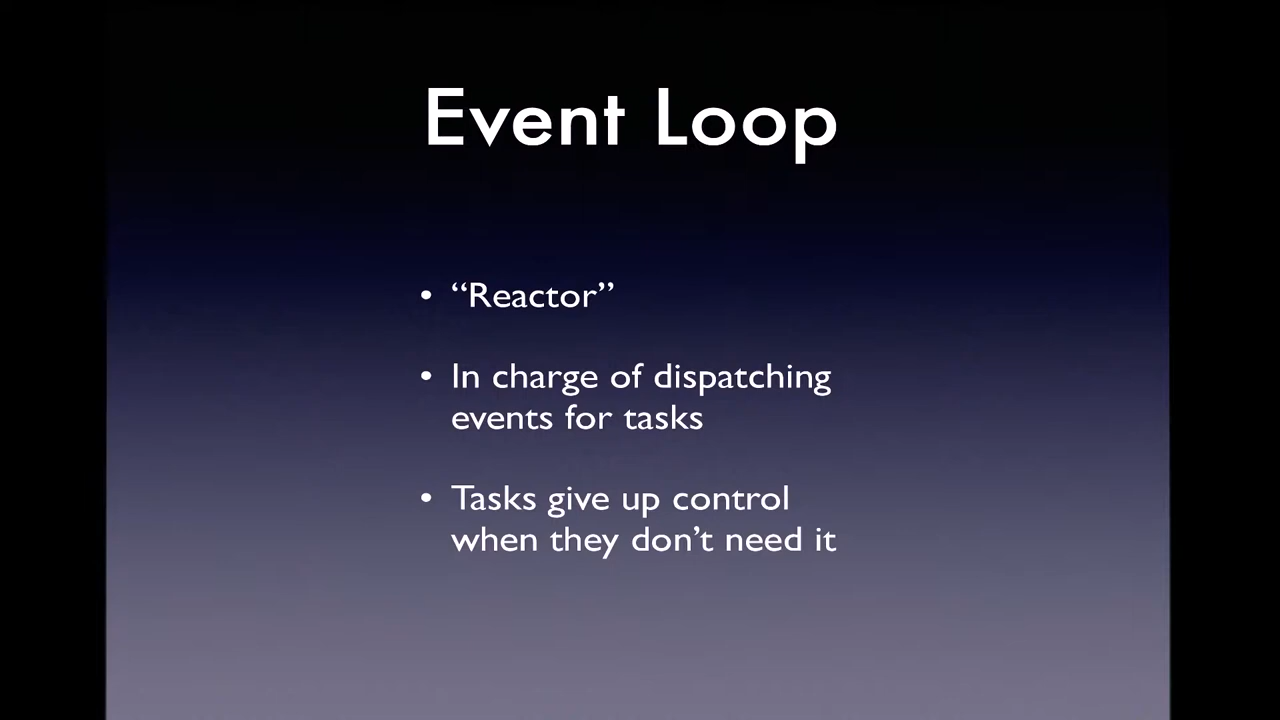 Event Loop
• “Reactor”
• In charge of dispatching
events for tasks
• Tasks give up control
when they don’t need it